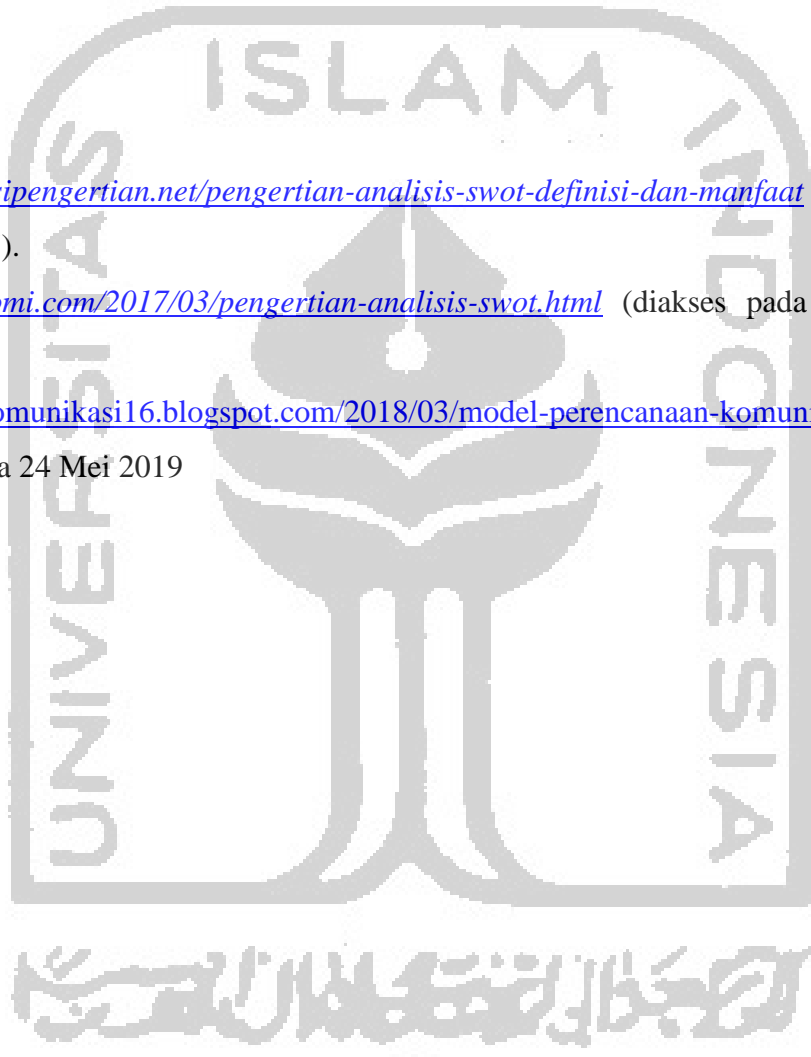 ISLAM
UNIVERSITAS
INDONESIA
ipengertian.net/pengertian-analisis-swot-definisi-dan-manfaat
).
mi.com/2017/03/pengertian-analisis-swot.html (diakses pada
omunikasi16.blogspot.com/2018/03/model-perencanaan-komun
a 24 Mei 2019